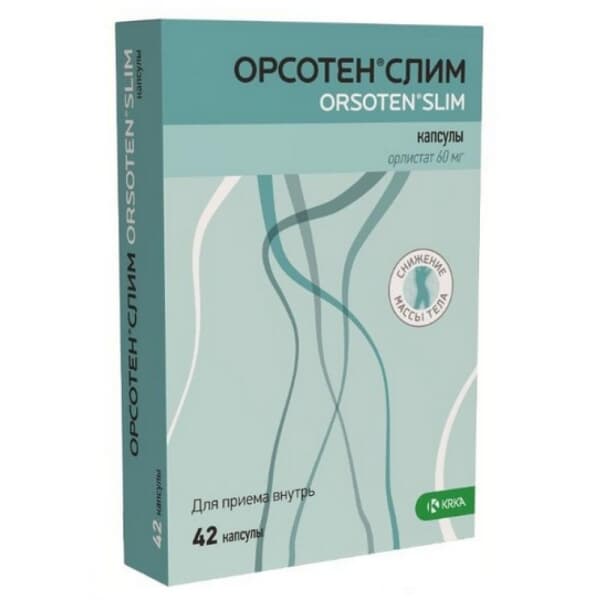 ОРСОТЕН®СЛИМ
ORSOTEN®SLIM
капсулы
орлистат 60 мг
СНИЖЕНИЕ
МАССЫ ТЕЛА
Для приема внутрь
42 капсулы
KRKA
ОРСОТЕН®СЛИМ ORSOTEN®SLIM
капсулы
42 капсулы